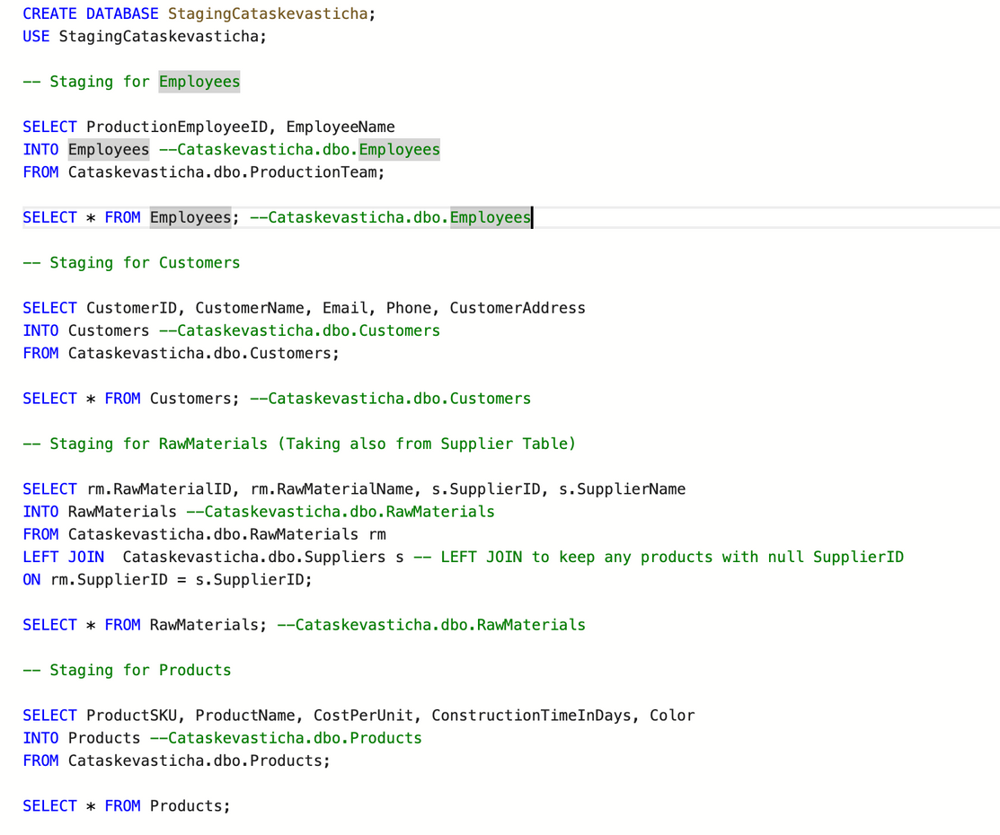 CREATE DATABASE StagingCataskevasticha;
USE StagingCataskevasticha;
-- Staging for Employees
SELECT ProductionEmployeeID, EmployeeName
INTO Employees --Cataskevasticha.dbo.Employees
FROM Cataskevasticha.dbo.ProductionTeam;
SELECT * FROM Employees; --Cataskevasticha.dbo.Employees
-- Staging for Customers
SELECT CustomerID, CustomerName, Email, Phone, CustomerAddress
INTO Customers --Cataskevasticha.dbo.Customers
FROM Cataskevasticha.dbo.Customers;
SELECT * FROM Customers; --Cataskevasticha.dbo.Customers
-- Staging for RawMaterials (Taking also from Supplier Table)
SELECT rm.RawMaterialID, rm.RawMaterialName, s.SupplierID, s.SupplierName
INTO RawMaterials --Cataskevasticha.dbo.RawMaterials
FROM Cataskevasticha.dbo.RawMaterials rm
LEFT JOIN  Cataskevasticha.dbo.Suppliers s -- LEFT JOIN to keep any products with null SupplierID
ON rm.SupplierID = s.SupplierID;
SELECT * FROM RawMaterials; --Cataskevasticha.dbo.RawMaterials
-- Staging for Products
SELECT ProductSKU, ProductName, CostPerUnit, ConstructionTimeInDays, Color
INTO Products --Cataskevasticha.dbo.Products
FROM Cataskevasticha.dbo.Products;
SELECT * FROM Products;